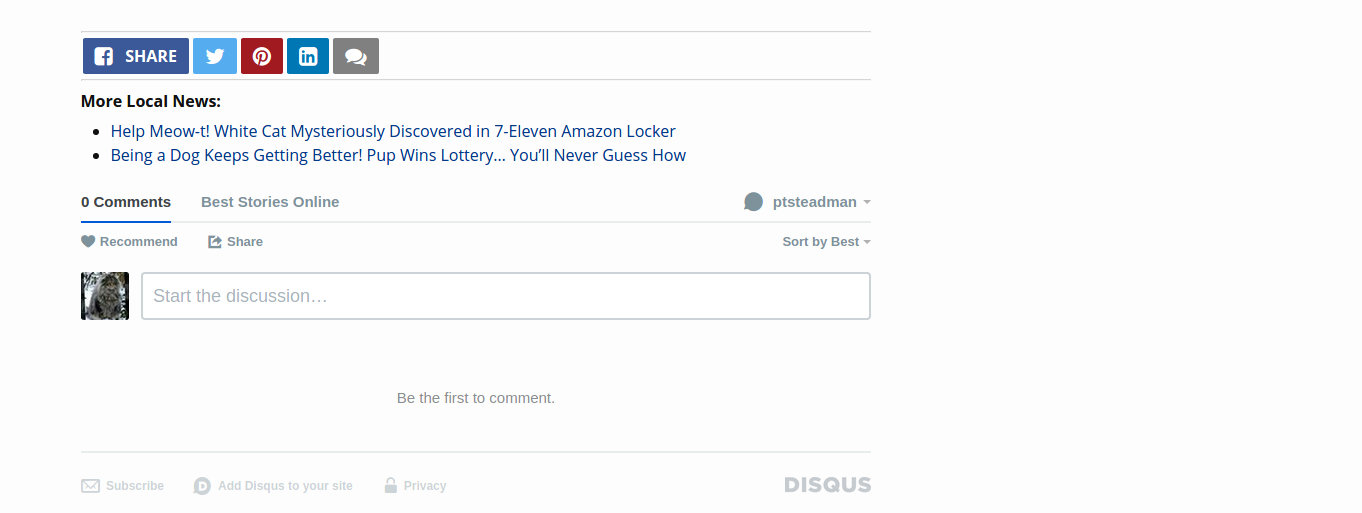 SHARE
More Local News:
Help Meow-t! White Cat Mysteriously Discovered in 7-Eleven Amazon Locker
Being a Dog Keeps Getting Better! Pup Wins Lottery… You’ll Never Guess How
0 Comments Best Stories Online ptsteadman
Recommend Share Sort by Best
Start the discussion…
Be the first to comment.
Subscribe Add Disqus to your site Privacy DISQUS